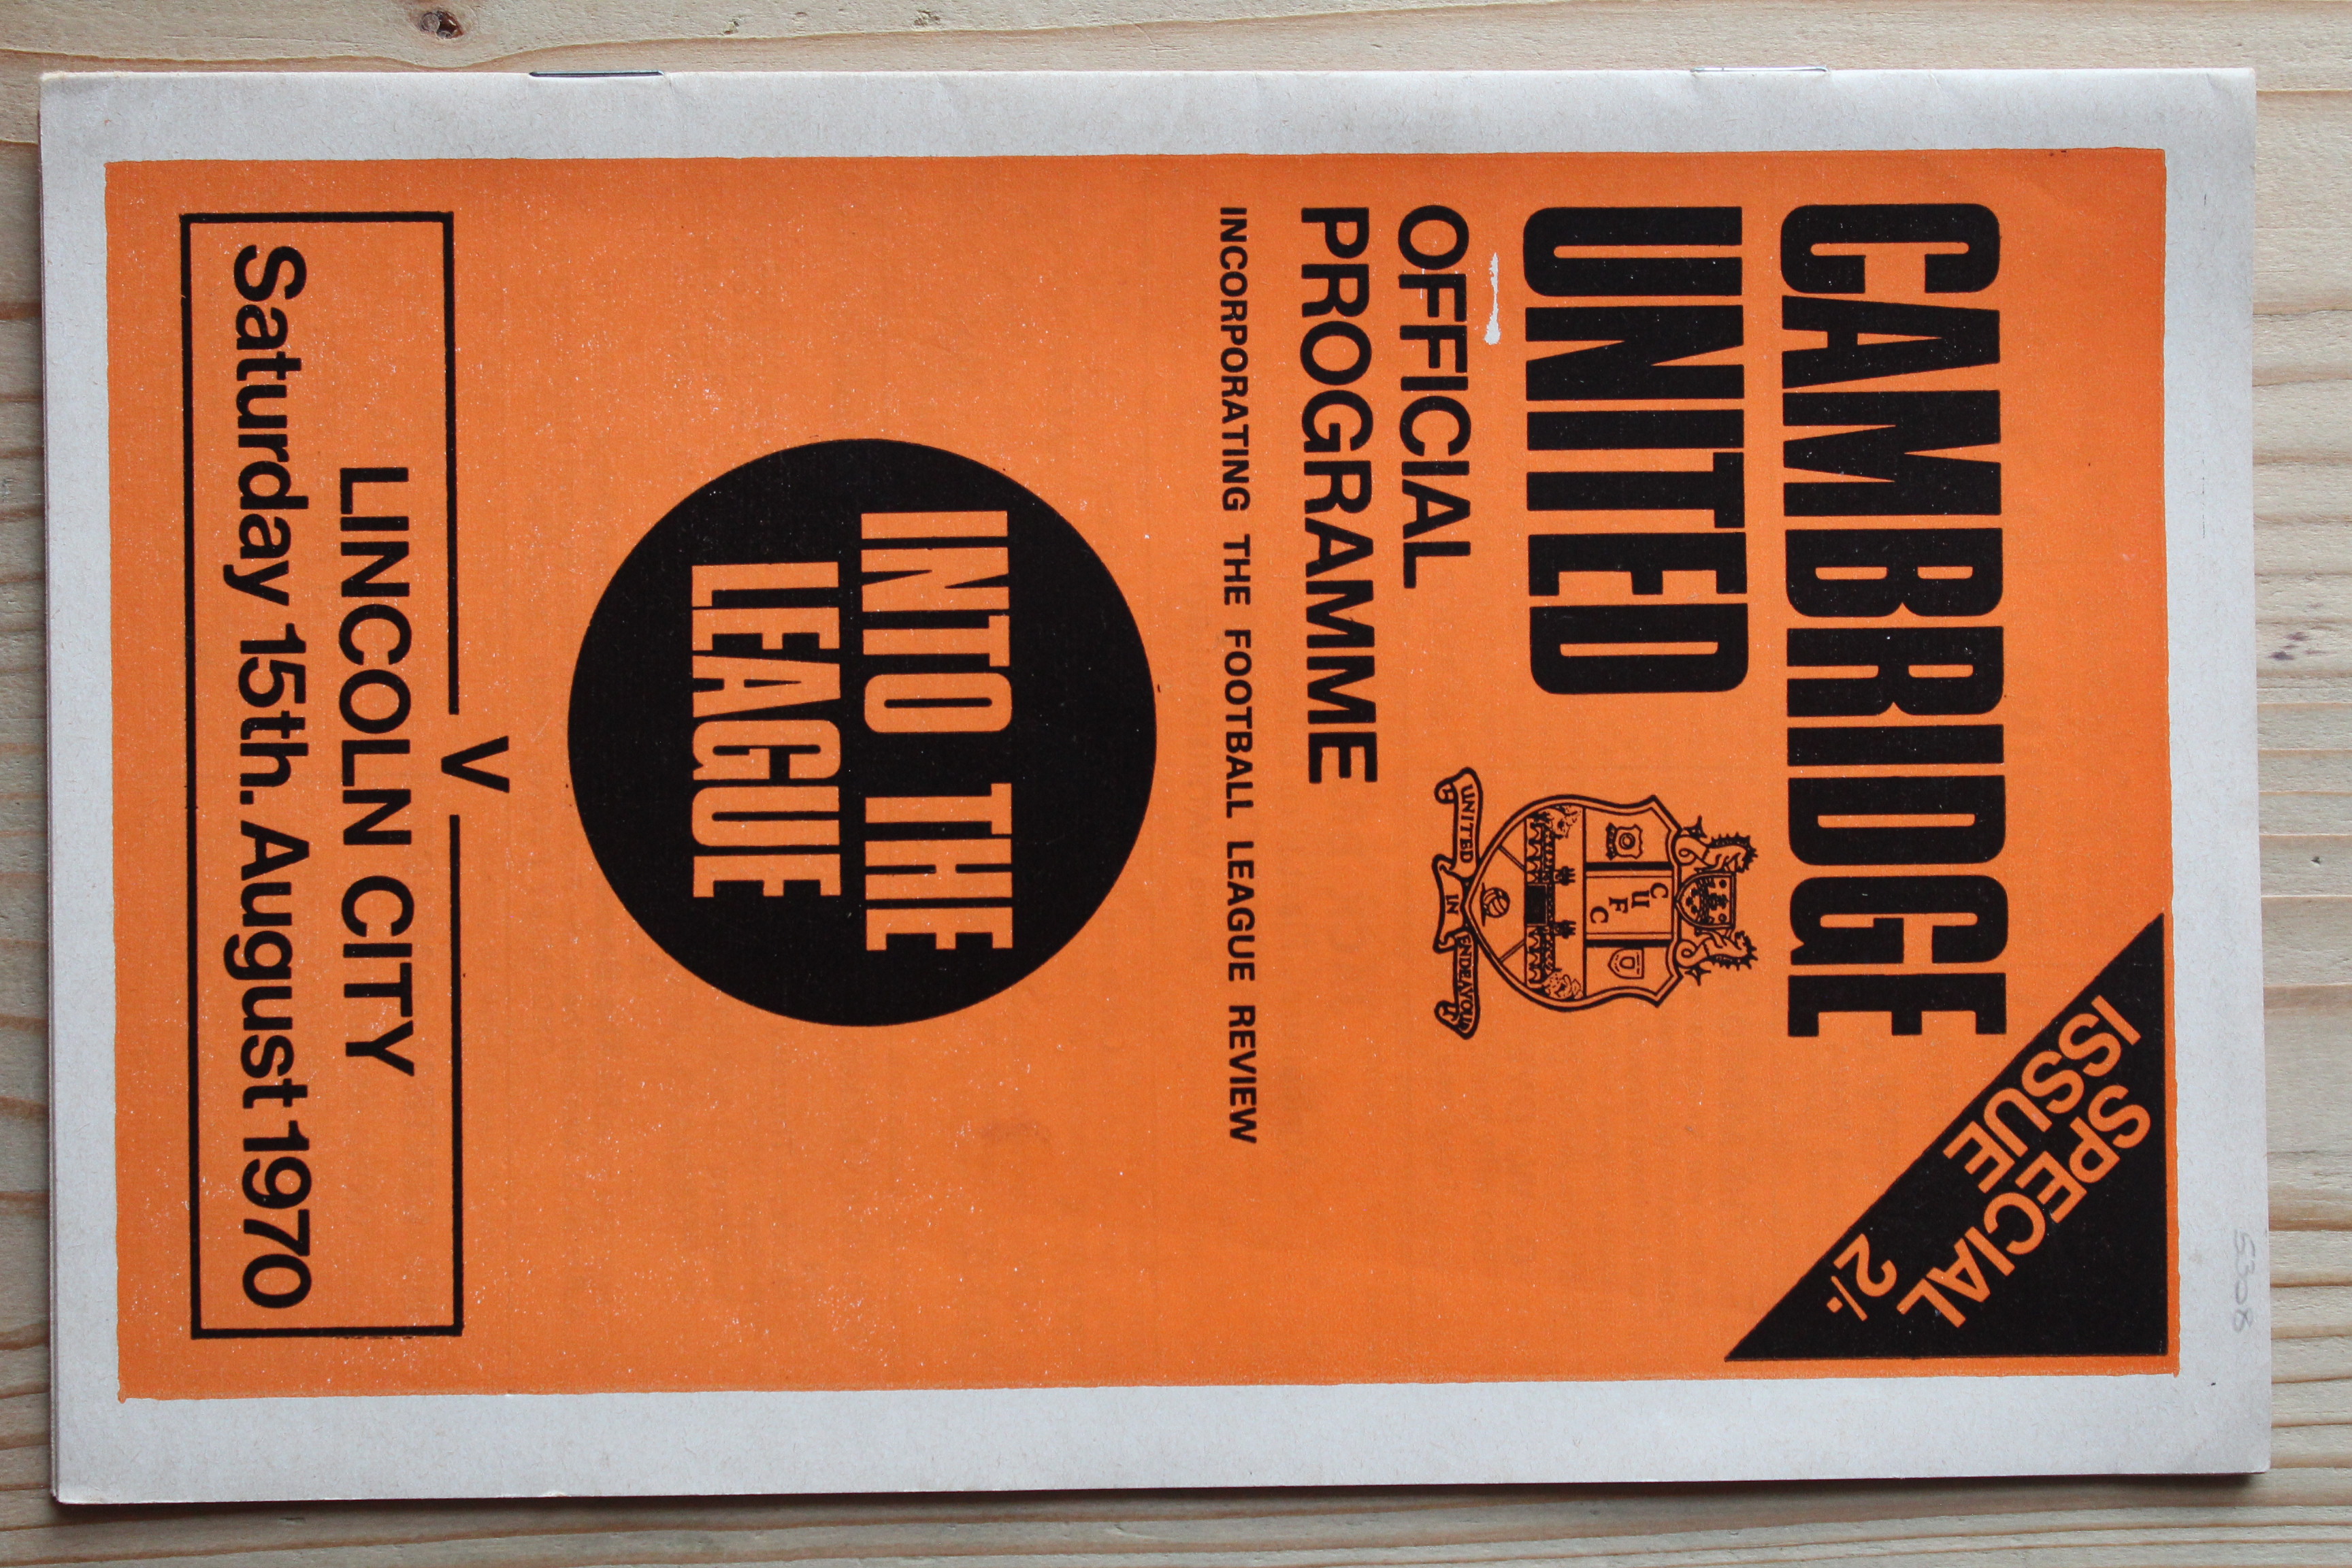 SPECIAL
ISSUE
2/-
CAMBRIDGE
UNITED
OFFICIAL
PROGRAMME
C U F C
UNITED IN ENDEAVOUR
INCORPORATING THE FOOTBALL LEAGUE REVIEW
INTO THE
LEAGUE
V
LINCOLN CITY
Saturday 15th. August 1970
5308